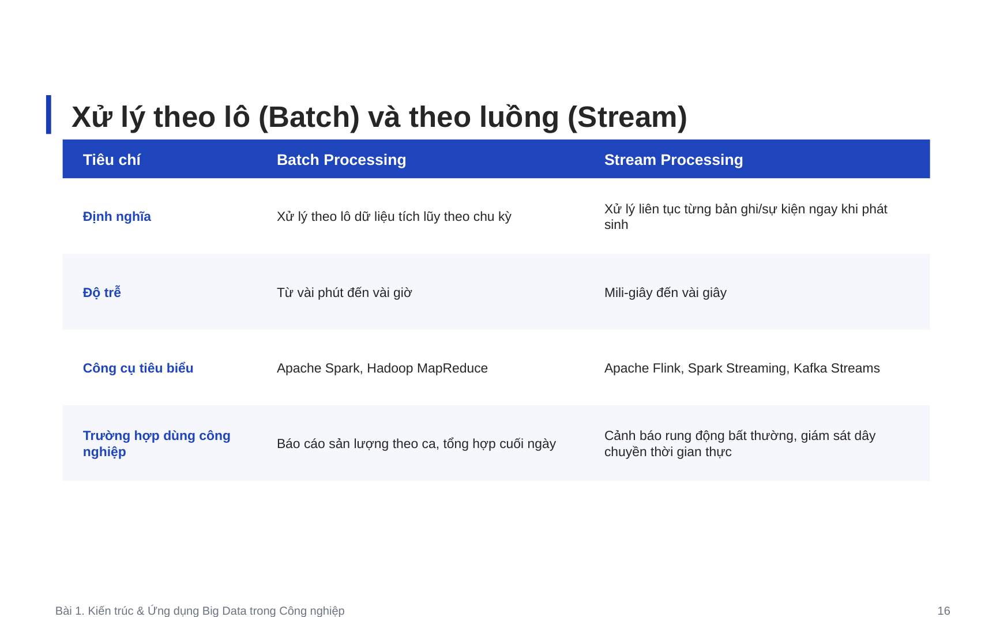 Xử lý theo lô (Batch) và theo luồng (Stream)
Tiêu chí Batch Processing Stream Processing
Định nghĩa Xử lý theo lô dữ liệu tích lũy theo chu kỳ Xử lý liên tục từng bản ghi/sự kiện ngay khi phát
sinh
Độ trễ Từ vài phút đến vài giờ Mili-giây đến vài giây
Công cụ tiêu biểu Apache Spark, Hadoop MapReduce Apache Flink, Spark Streaming, Kafka Streams
Trường hợp dùng công
nghiệp
Báo cáo sản lượng theo ca, tổng hợp cuối ngày
Cảnh báo rung động bất thường, giám sát dây
chuyền thời gian thực
Bài 1. Kiến trúc & Ứng dụng Big Data trong Công nghiệp 16